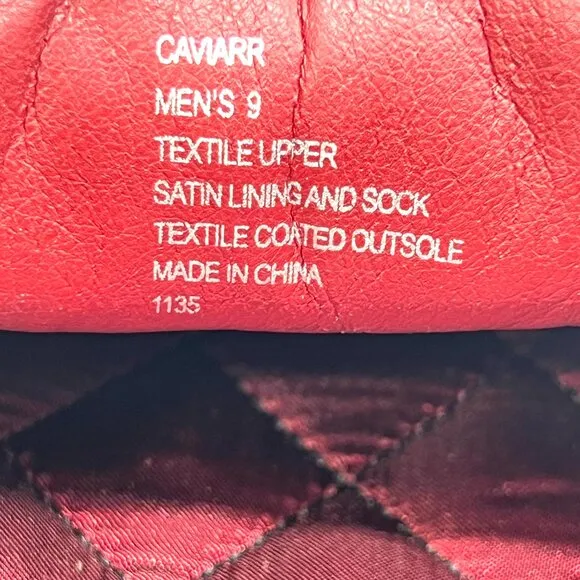 CAVIARR
MEN'S 9
TEXTILE UPPER
SATIN LINING AND SOCK
TEXTILE COATED OUTSOLE
MADE IN CHINA
1135